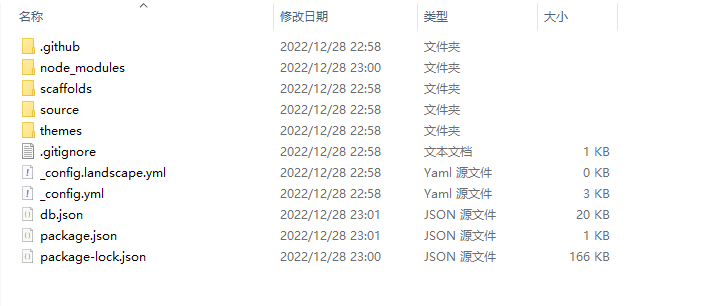 名称 修改日期 类型 大小
.github 2022/12/28 22:58 文件夹
node_modules 2022/12/28 23:00 文件夹
scaffolds 2022/12/28 22:58 文件夹
source 2022/12/28 22:58 文件夹
themes 2022/12/28 22:58 文件夹
.gitignore 2022/12/28 22:58 文本文档 1 KB
_config.landscape.yml 2022/12/28 22:58 Yaml 源文件 0 KB
_config.yml 2022/12/28 22:58 Yaml 源文件 3 KB
db.json 2022/12/28 23:01 JSON 源文件 20 KB
package.json 2022/12/28 23:01 JSON 源文件 1 KB
package-lock.json 2022/12/28 23:00 JSON 源文件 166 KB